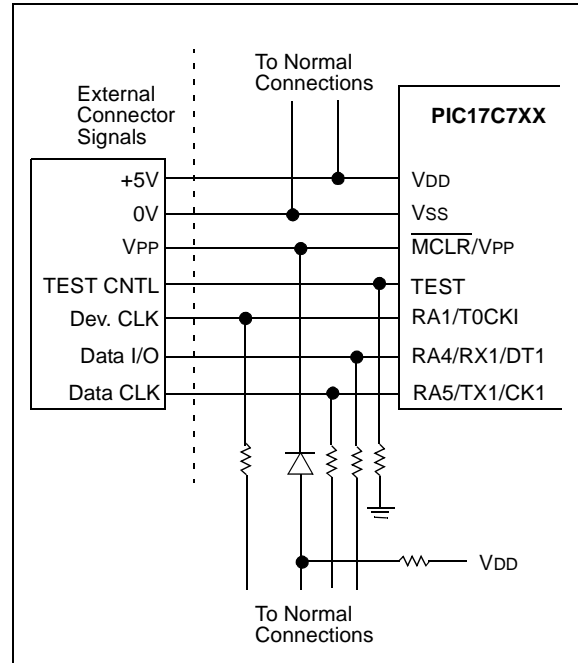 To Normal
Connections
External
Connector
Signals
PIC17C7XX
+5V
0V
VPP
TEST CNTL
Dev. CLK
Data I/O
Data CLK
VDD
VSS
MCLR/VPP
TEST
RA1/T0CKI
RA4/RX1/DT1
RA5/TX1/CK1
VDD
To Normal
Connections